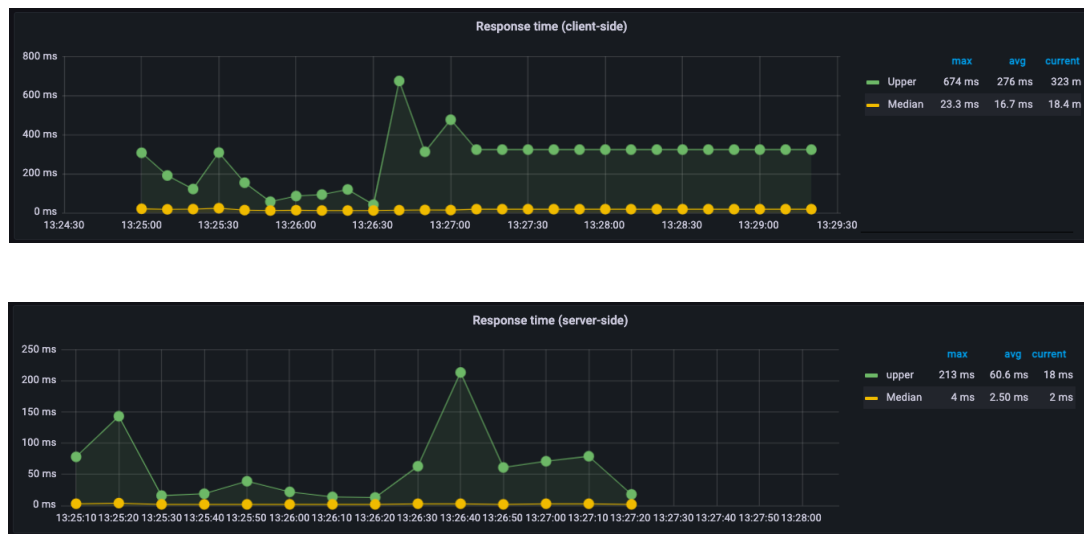 Response time (client-side)
800 ms
600 ms
400 ms
200 ms
0 ms
13:24:30 13:25:00 13:25:30 13:26:00 13:26:30 13:27:00 13:27:30 13:28:00 13:28:30 13:29:00 13:29:30
max avg current
Upper 674 ms 276 ms 323 m
Median 23.3 ms 16.7 ms 18.4 m
Response time (server-side)
250 ms
200 ms
150 ms
100 ms
50 ms
0 ms
13:25:10 13:25:20 13:25:30 13:25:40 13:25:50 13:26:00 13:26:10 13:26:20 13:26:30 13:26:40 13:26:50 13:27:00 13:27:10 13:27:20 13:27:30 13:27:40 13:27:50 13:28:00
max avg current
upper 213 ms 60.6 ms 18 ms
Median 4 ms 2.50 ms 2 ms